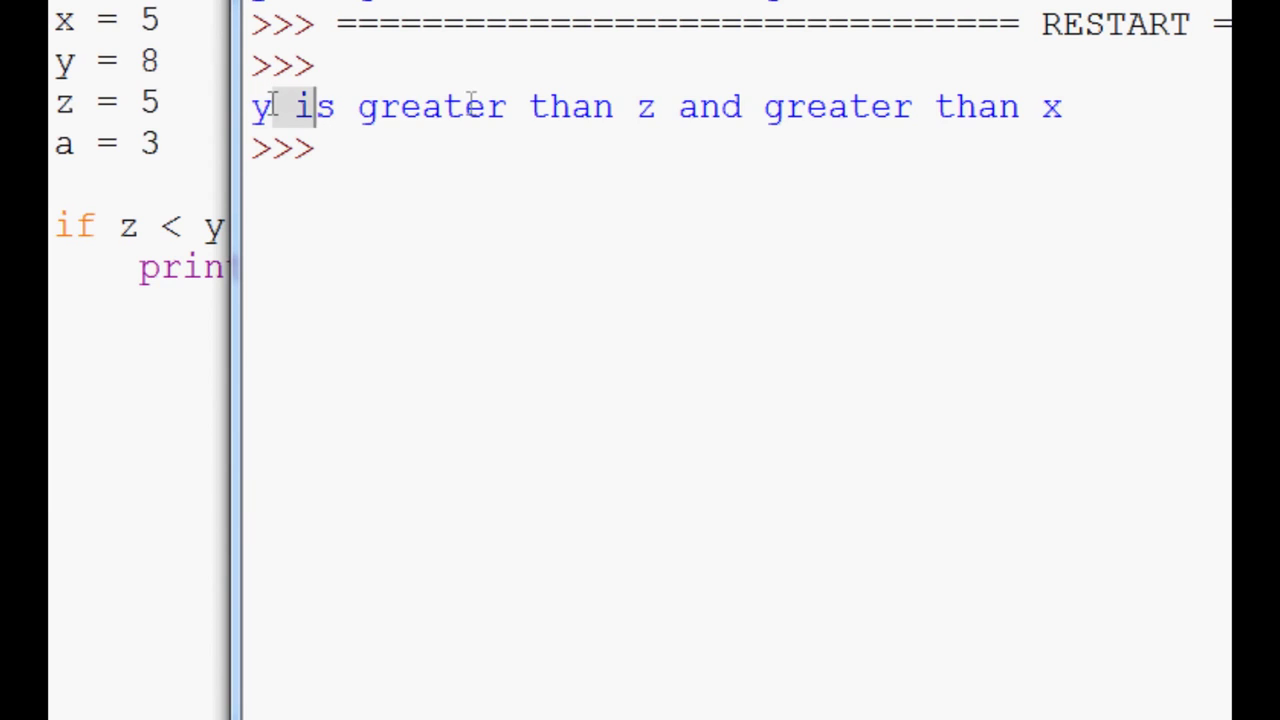 x = 5
y = 8
z = 5
a = 3
if z < y
prin
>>> ================================ RESTART =
>>>
y is greater than z and greater than x
>>>